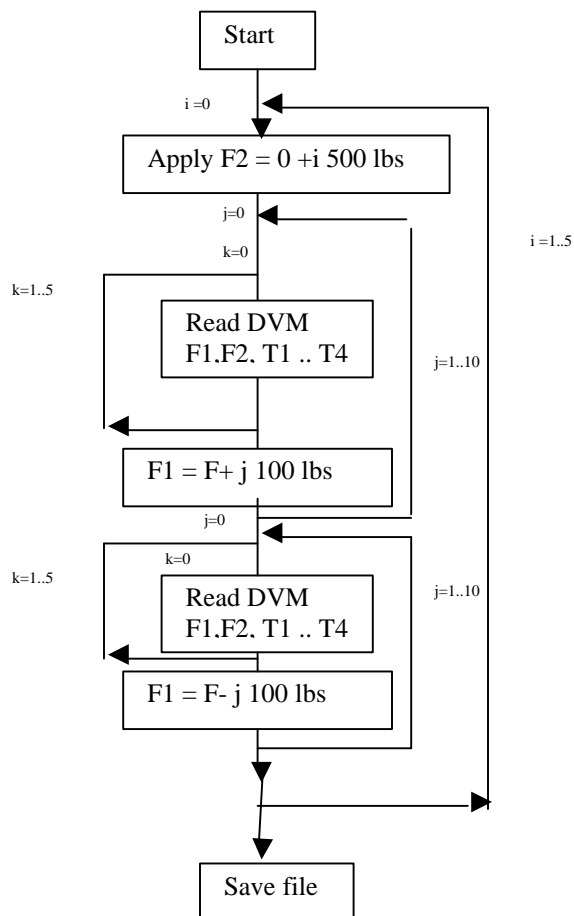 Start
i =0
Apply F2 = 0 +i 500 lbs
j=0
i =1..5
k=0
k=1..5
Read DVM
F1,F2, T1 .. T4
j=1..10
F1 = F+ j 100 lbs
j=0
k=0
k=1..5
Read DVM
F1,F2, T1 .. T4
j=1..10
F1 = F- j 100 lbs
Save file